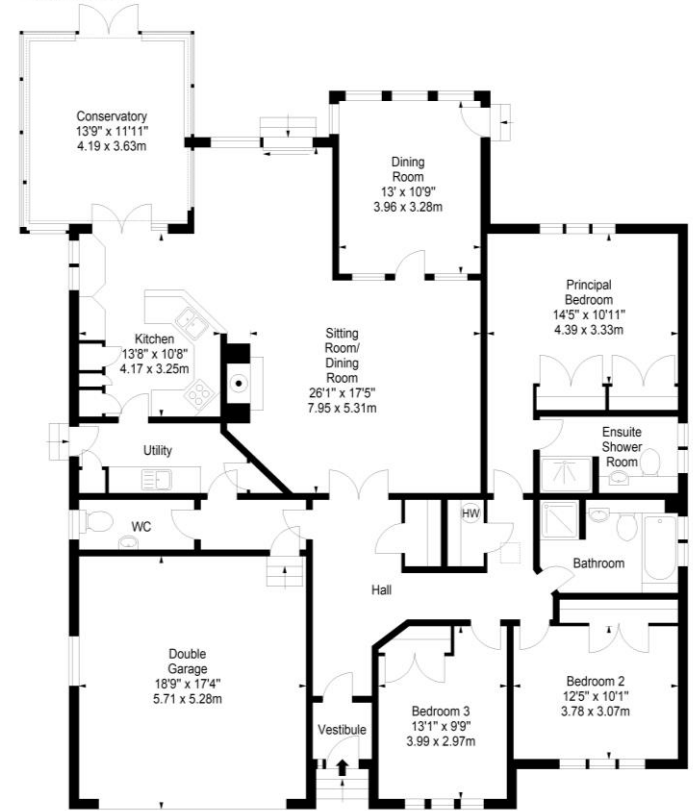 Conservatory
13'9" x 11'11"
4.19 x 3.63m
Dining
Room
13' x 10'9"
3.96 x 3.28m
Principal
Bedroom
14'5" x 10'11"
4.39 x 3.33m
Kitchen
13'8" x 10'8"
4.17 x 3.25m
Sitting
Room/
Dining
Room
26'1" x 17'5"
7.95 x 5.31m
Utility
Ensuite
Shower
Room
WC
HW
Bathroom
Hall
Double
Garage
18'9" x 17'4"
5.71 x 5.28m
Bedroom 2
12'5" x 10'1"
3.78 x 3.07m
Bedroom 3
13'1" x 9'9"
3.99 x 2.97m
Vestibule